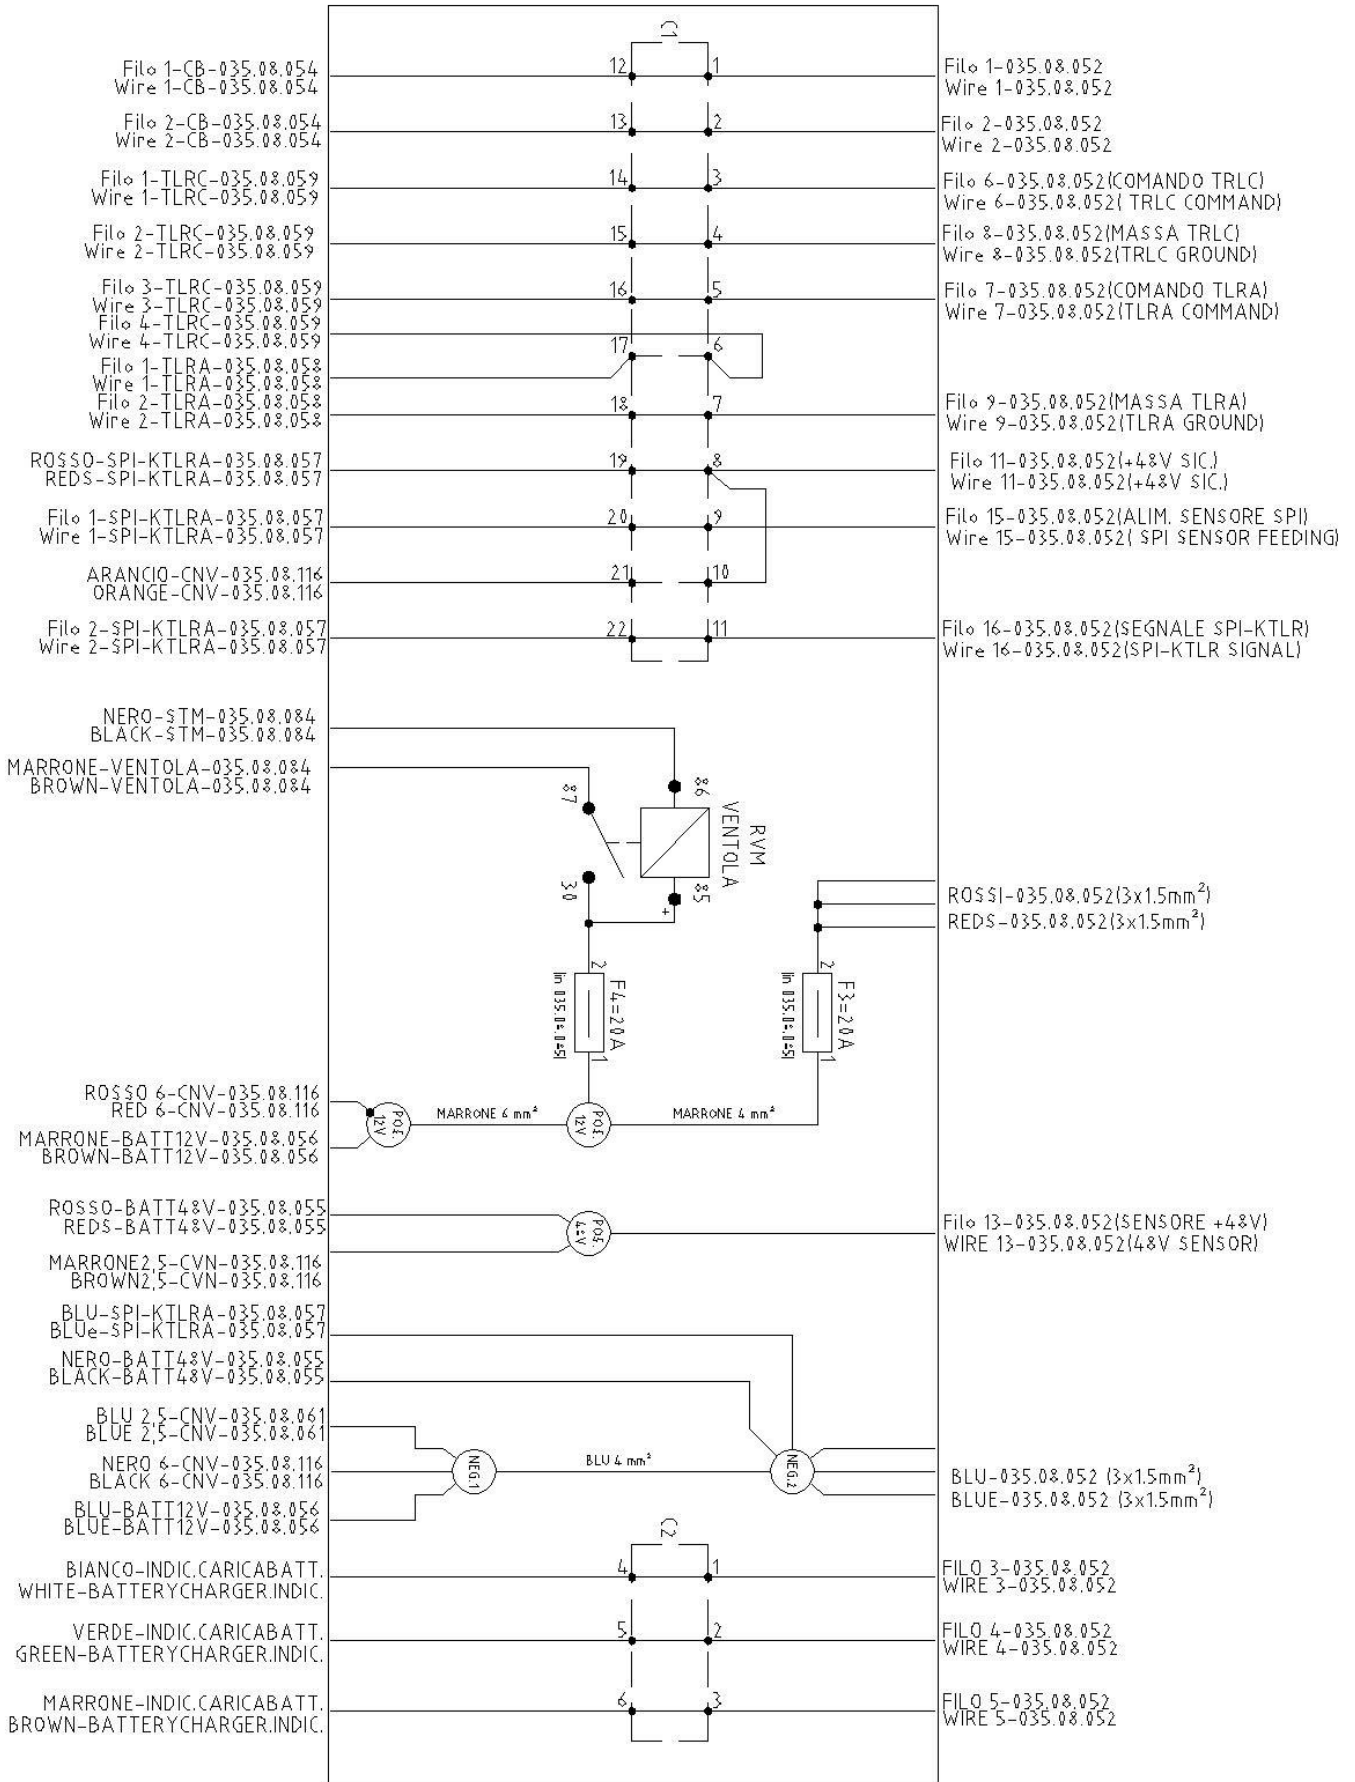 C1
Filo 1-CB-035.08.054
Wire 1-CB-035.08.054
12
1
Filo 1-035.08.052
Wire 1-035.08.052
Filo 2-CB-035.08.054
Wire 2-CB-035.08.054
13
2
Filo 2-035.08.052
Wire 2-035.08.052
Filo 1-TLRC-035.08.059
Wire 1-TLRC-035.08.059
14
3
Filo 6-035.08.052(COMANDO TRLC)
Wire 6-035.08.052( TRLC COMMAND)
Filo 2-TLRC-035.08.059
Wire 2-TLRC-035.08.059
15
4
Filo 8-035.08.052(MASSA TRLC)
Wire 8-035.08.052(TRLC GROUND)
Filo 3-TLRC-035.08.059
Wire 3-TLRC-035.08.059
16
5
Filo 7-035.08.052(COMANDO TLRA)
Wire 7-035.08.052(TLRA COMMAND)
Filo 4-TLRC-035.08.059
Wire 4-TLRC-035.08.059
17
6
Filo 1-TLRA-035.08.058
Wire 1-TLRA-035.08.058
Filo 2-TLRA-035.08.058
Wire 2-TLRA-035.08.058
18
7
Filo 9-035.08.052(MASSA TLRA)
Wire 9-035.08.052(TLRA GROUND)
ROSSO-SPI-KTLRA-035.08.057
REDS-SPI-KTLRA-035.08.057
19
8
Filo 11-035.08.052(+48V SIC.)
Wire 11-035.08.052(+48V SIC.)
Filo 1-SPI-KTLRA-035.08.057
Wire 1-SPI-KTLRA-035.08.057
20
9
Filo 15-035.08.052(ALIM. SENSORE SPI)
Wire 15-035.08.052( SPI SENSOR FEEDING)
ARANCIO-CNV-035.08.116
ORANGE-CNV-035.08.116
21
10
Filo 2-SPI-KTLRA-035.08.057
Wire 2-SPI-KTLRA-035.08.057
22
11
Filo 16-035.08.052(SEGNALE SPI-KTLR)
Wire 16-035.08.052(SPI-KTLR SIGNAL)
NERO-STM-035.08.084
BLACK-STM-035.08.084
MARRONE-VENTOLA-035.08.084
BROWN-VENTOLA-035.08.084
87
86
RVM
VENTOLA
30
85
+
ROSSI-035.08.052(3x1.5mm²)
REDS-035.08.052(3x1.5mm²)
2
F4=20A
(in 035.08.045)
1
2
F3=20A
(in 035.08.045)
1
ROSSO 6-CNV-035.08.116
RED 6-CNV-035.08.116
MARRONE-BATT12V-035.08.056
BROWN-BATT12V-035.08.056
POS.
12V
MARRONE 6 mm²
POS.
12V
MARRONE 4 mm²
ROSSO-BATT48V-035.08.055
REDS-BATT48V-035.08.055
MARRONE2,5-CVN-035.08.116
BROWN2,5-CVN-035.08.116
POS.
48V
Filo 13-035.08.052(SENSORE +48V)
WIRE 13-035.08.052(48V SENSOR)
BLU-SPI-KTLRA-035.08.057
BLUe-SPI-KTLRA-035.08.057
NERO-BATT48V-035.08.055
BLACK-BATT48V-035.08.055
BLU 2,5-CNV-035.08.061
BLUE 2,5-CNV-035.08.061
NERO 6-CNV-035.08.116
BLACK 6-CNV-035.08.116
BLU-BATT12V-035.08.056
BLUE-BATT12V-035.08.056
NEG.1
BLU 4 mm²
NEG.2
BLU-035.08.052 (3x1.5mm²)
BLUE-035.08.052 (3x1.5mm²)
C2
BIANCO-INDIC.CARICABATT.
WHITE-BATTERYCHARGER.INDIC.
4
1
FILO 3-035.08.052
WIRE 3-035.08.052
VERDE-INDIC.CARICABATT.
GREEN-BATTERYCHARGER.INDIC.
5
2
FILO 4-035.08.052
WIRE 4-035.08.052
MARRONE-INDIC.CARICABATT.
BROWN-BATTERYCHARGER.INDIC.
6
3
FILO 5-035.08.052
WIRE 5-035.08.052